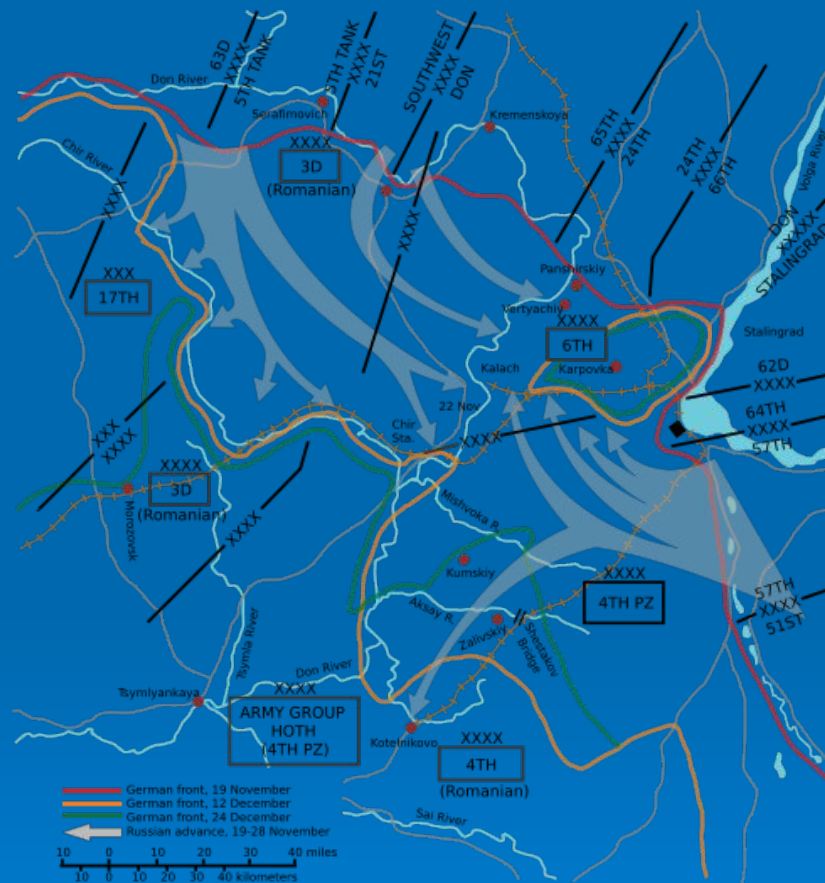 63D
XXXX
5TH TANK
5TH TANK
XXXX
21ST
SOUTHWEST
XXXX
DON
65TH
XXXX
24TH
24TH
XXXX
66TH
DON
XXXXX
STALINGRAD
Volga River
Don River
Serafimovich
Kremenskoya
Chir River
XXXX
XXXX
3D
(Romanian)
XXXX
XXX
17TH
Panshirskiy
Vertyachiy
XXXX
6TH
Karpovka
Kalach
Stalingrad
62D
XXXX
64TH
XXXX
57TH
22 Nov
Chir
Sta.
XXXX
XXX
XXXX
XXXX
3D
(Romanian)
Morozovsk
XXXX
Mishvoka R.
Kumskiy
Aksay R.
Zalivskiy
Shestakov
Bridge
XXXX
4TH PZ
57TH
XXXX
51ST
Tsymla River
Don River
Tsymlyankaya
XXXX
ARMY GROUP
HOTH
(4TH PZ)
Kotelnikovo
XXXX
4TH
(Romanian)
Sal River
German front, 19 November
German front, 12 December
German front, 24 December
Russian advance, 19-28 November
10 0 10 20 30 40 miles
10 0 10 20 30 40 kilometers